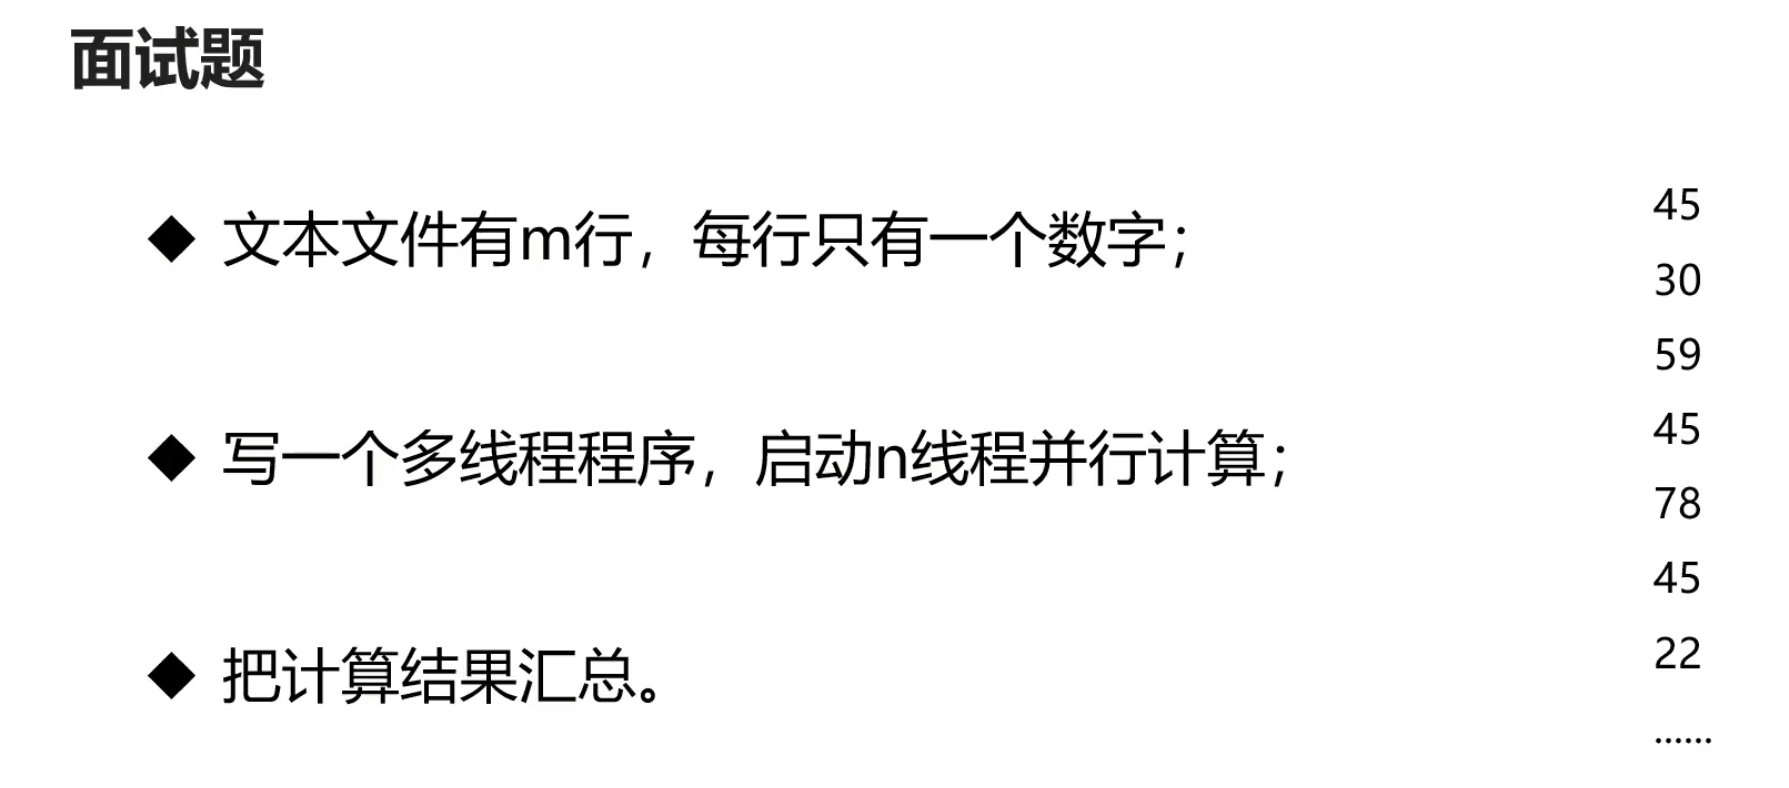 面试题
◆ 文本文件有m行，每行只有一个数字；
◆ 写一个多线程程序，启动n线程并行计算；
◆ 把计算结果汇总。
45
30
59
45
78
45
22
......